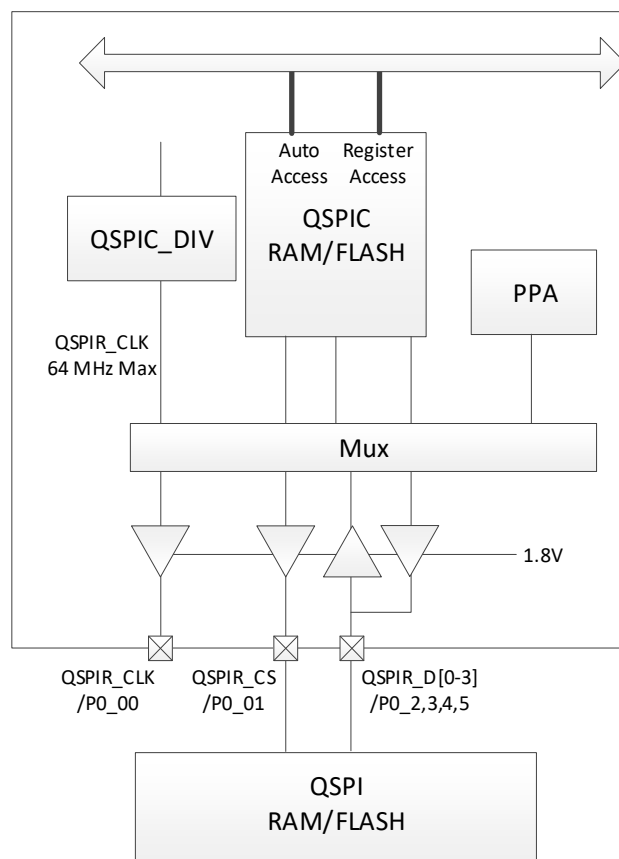 Auto
Access
Register
Access
QSPIC
RAM/FLASH
QSPIC_DIV
PPA
QSPIR_CLK
64 MHz Max
Mux
1.8V
QSPIR_CLK
/P0_00
QSPIR_CS
/P0_01
QSPIR_D[0-3]
/P0_2,3,4,5
QSPI
RAM/FLASH